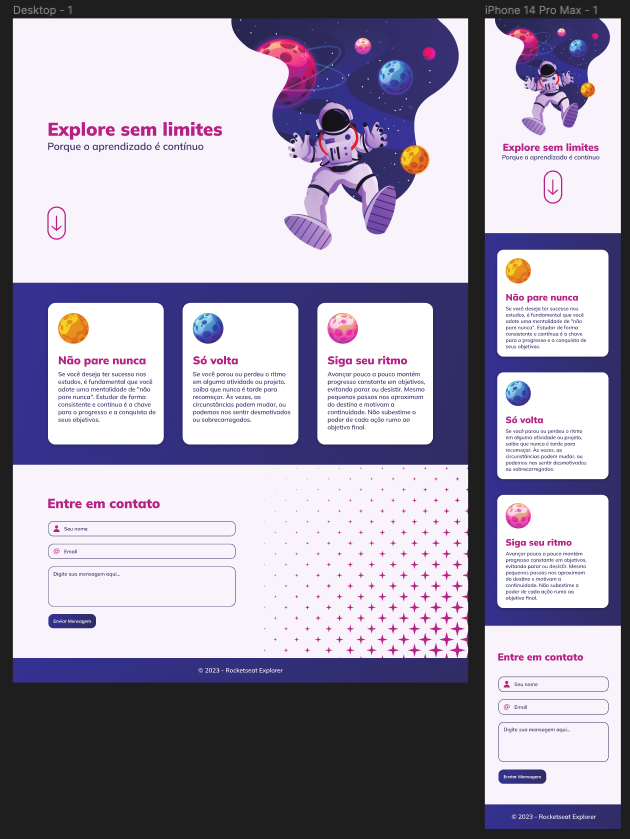 Desktop - 1
Explore sem limites
Porque o aprendizado é contínuo
Não pare nunca
Se você deseja ter sucesso nos
estudos, é fundamental que você
adote uma mentalidade de "não
pare nunca". Estudar de forma
consistente e contínua é a chave
para o progresso e a conquista de
seus objetivos.
Só volta
Se você parou ou perdeu o ritmo
em alguma atividade ou projeto,
saiba que nunca é tarde para
recomeçar. Às vezes, as
circunstâncias podem mudar, ou
podemos nos sentir desmotivados
ou sobrecarregados.
Siga seu ritmo
Avançar pouco a pouco mantém
progresso constante em objetivos,
evitando parar ou desistir. Mesmo
pequenos passos nos aproximam
do destino e motivam a
continuidade. Não subestime o
poder de cada ação rumo ao
objetivo final.
Entre em contato
Seu nome
@ Email
Digite sua mensagem aqui...
Enviar Mensagem
© 2023 - Rocketseat Explorer
iPhone 14 Pro Max - 1
Explore sem limites
Porque o aprendizado é contínuo
Não pare nunca
Se você deseja ter sucesso nos
estudos, é fundamental que você
adote uma mentalidade de "não
pare nunca". Estudar de forma
consistente e contínua é a chave
para o progresso e a conquista de
seus objetivos.
Só volta
Se você parou ou perdeu o ritmo
em alguma atividade ou projeto,
saiba que nunca é tarde para
recomeçar. Às vezes, as
circunstâncias podem mudar, ou
podemos nos sentir desmotivados
ou sobrecarregados.
Siga seu ritmo
Avançar pouco a pouco mantém
progresso constante em objetivos,
evitando parar ou desistir. Mesmo
pequenos passos nos aproximam
do destino e motivam a
continuidade. Não subestime o
poder de cada ação rumo ao
objetivo final.
Entre em contato
Seu nome
@ Email
Digite sua mensagem aqui...
Enviar Mensagem
© 2023 - Rocketseat Explorer